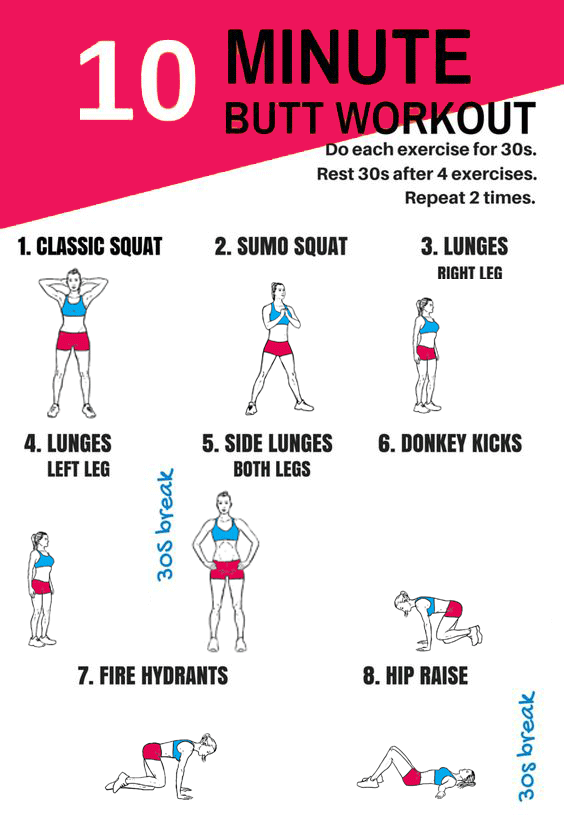 10 MINUTE
BUTT WORKOUT
Do each exercise for 30s.
Rest 30s after 4 exercises.
Repeat 2 times.
1. CLASSIC SQUAT
2. SUMO SQUAT
3. LUNGES
RIGHT LEG
4. LUNGES
LEFT LEG
30s break
5. SIDE LUNGES
BOTH LEGS
6. DONKEY KICKS
7. FIRE HYDRANTS
8. HIP RAISE
30s break